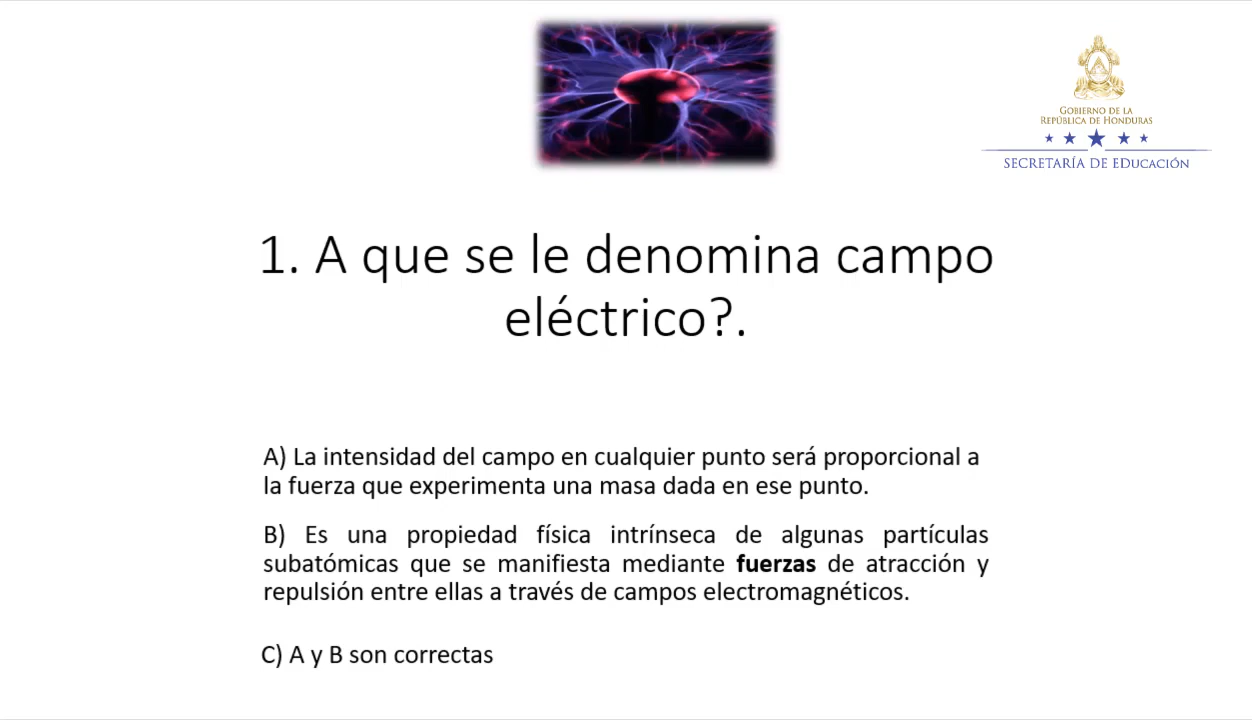 GOBIERNO DE LA
REPÚBLICA DE HONDURAS
SECRETARÍA DE EDUCACIÓN
1. A que se le denomina campo
eléctrico?.
A) La intensidad del campo en cualquier punto será proporcional a
la fuerza que experimenta una masa dada en ese punto.
B) Es una propiedad física intrínseca de algunas partículas
subatómicas que se manifiesta mediante fuerzas de atracción y
repulsión entre ellas a través de campos electromagnéticos.
C) A y B son correctas